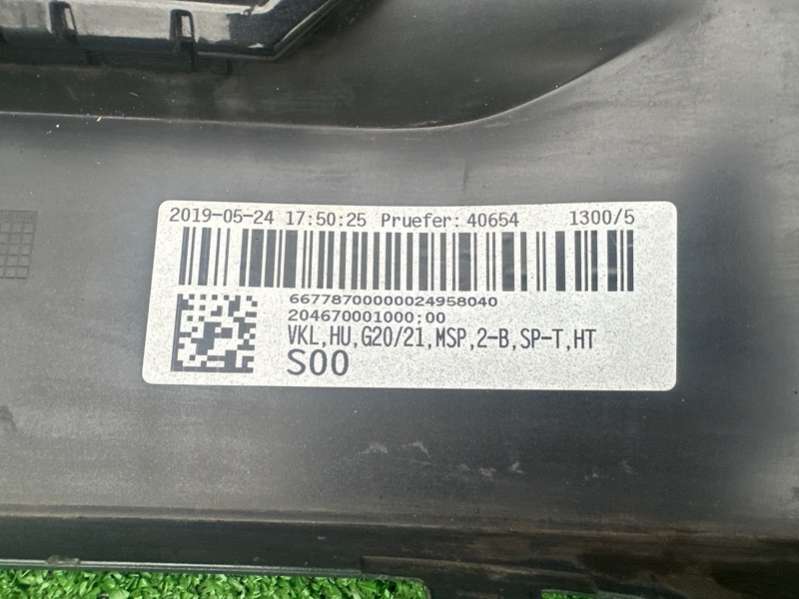 2019-05-24 17:50:25 Pruefer: 40654 1300/5
66778700000024958040
204670001000;00
VKL,HU,G20/21,MSP,2-B,SP-T,HT
S00